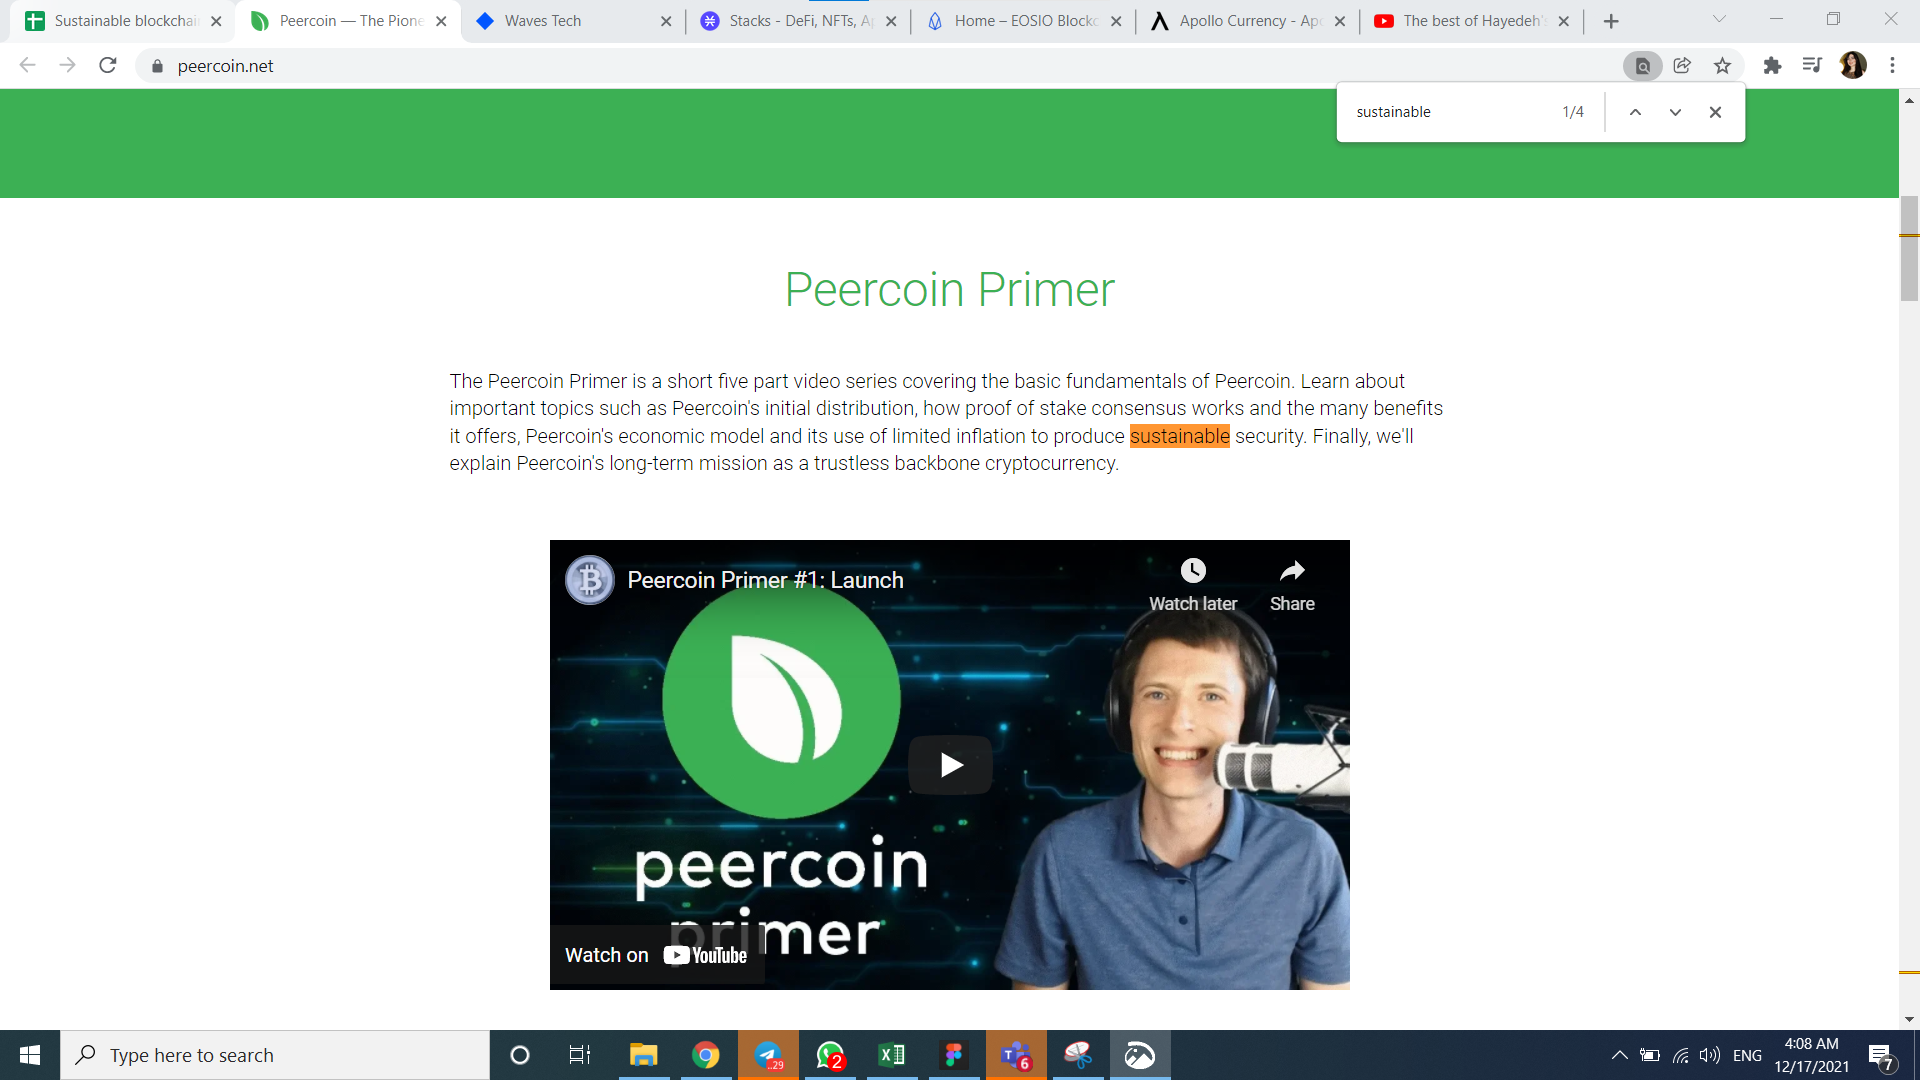 Sustainable blockchai
Peercoin — The Pione
Waves Tech
Stacks - DeFi, NFTs, A
Home – EOSIO Blockc
Apollo Currency - Apo
The best of Hayedeh's
peercoin.net
sustainable
1/4
Peercoin Primer
The Peercoin Primer is a short five part video series covering the basic fundamentals of Peercoin. Learn about
important topics such as Peercoin's initial distribution, how proof of stake consensus works and the many benefits
it offers, Peercoin's economic model and its use of limited inflation to produce sustainable security. Finally, we'll
explain Peercoin's long-term mission as a trustless backbone cryptocurrency.
Peercoin Primer #1: Launch
Watch later
Share
peercoin
primer
Watch on YouTube
Type here to search
..29
2
6
ENG
4:08 AM
12/17/2021
7